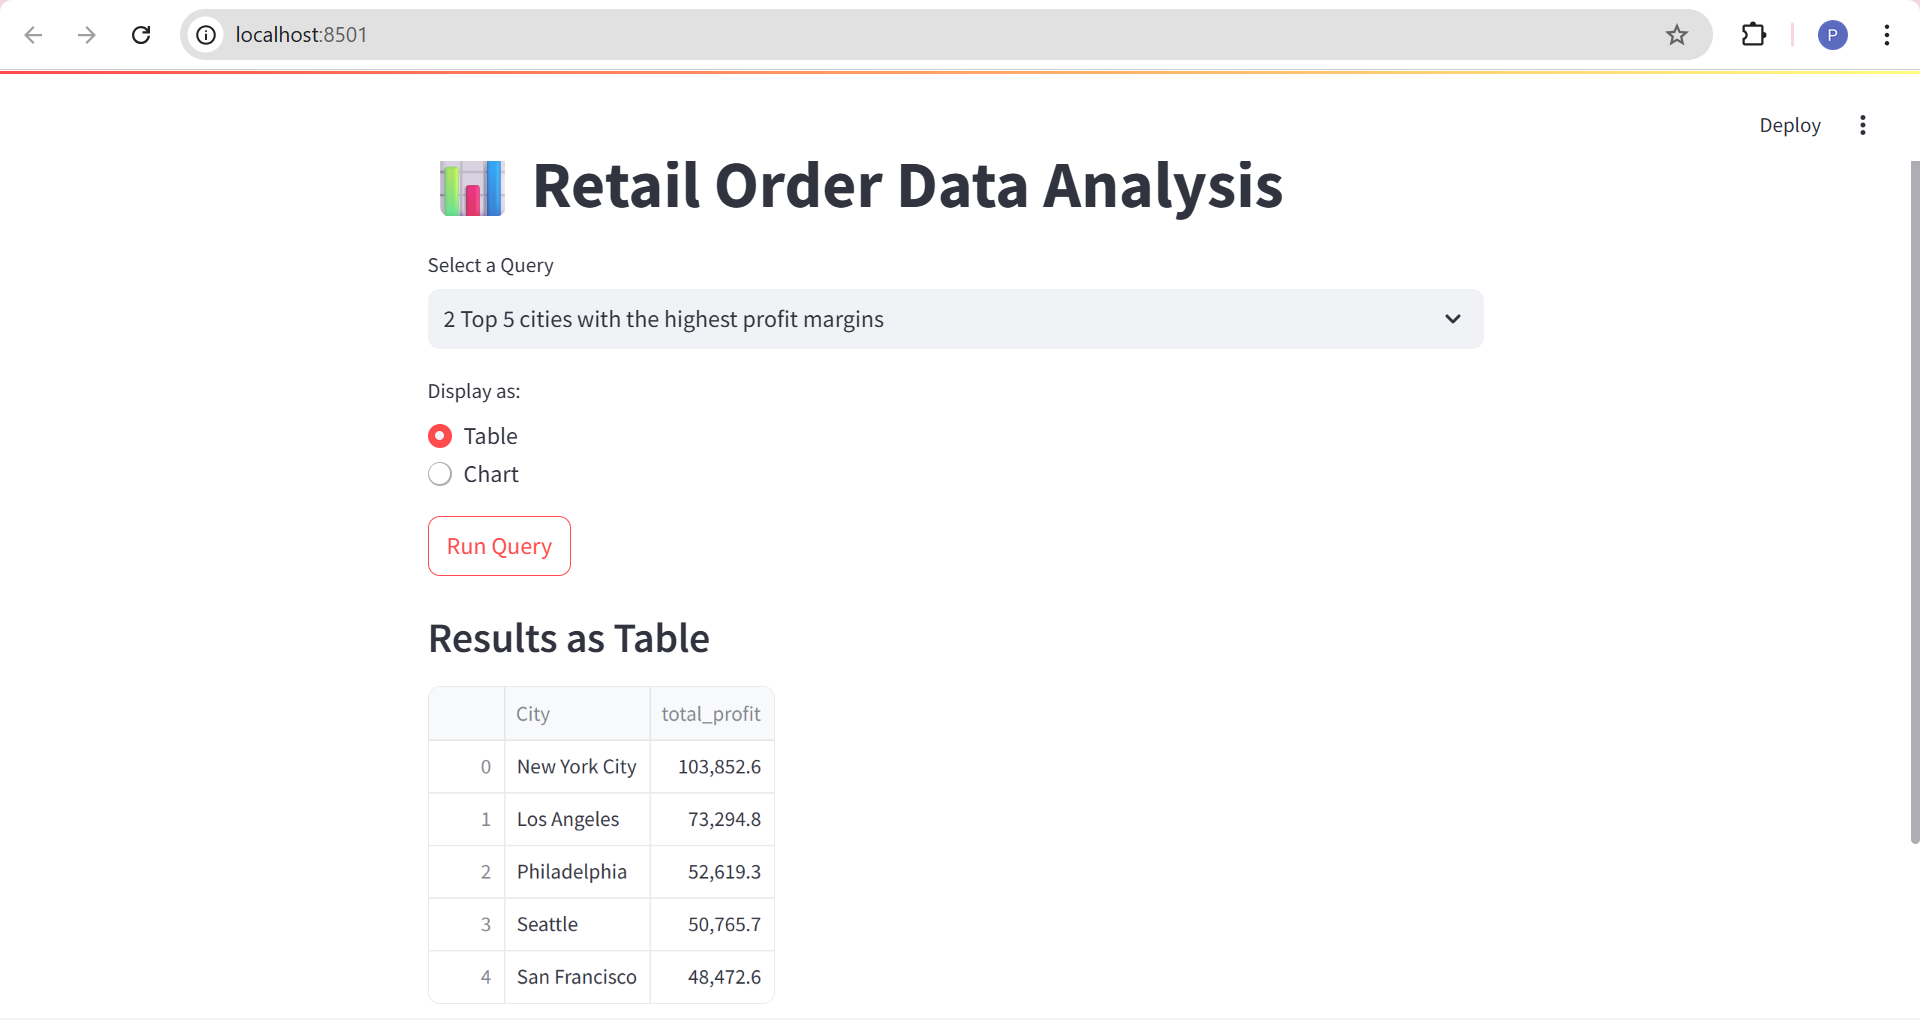 localhost:8501
P
Deploy
Retail Order Data Analysis
Select a Query
2 Top 5 cities with the highest profit margins
Display as:
Table
Chart
Run Query
Results as Table
City total_profit
0 New York City 103,852.6
1 Los Angeles 73,294.8
2 Philadelphia 52,619.3
3 Seattle 50,765.7
4 San Francisco 48,472.6